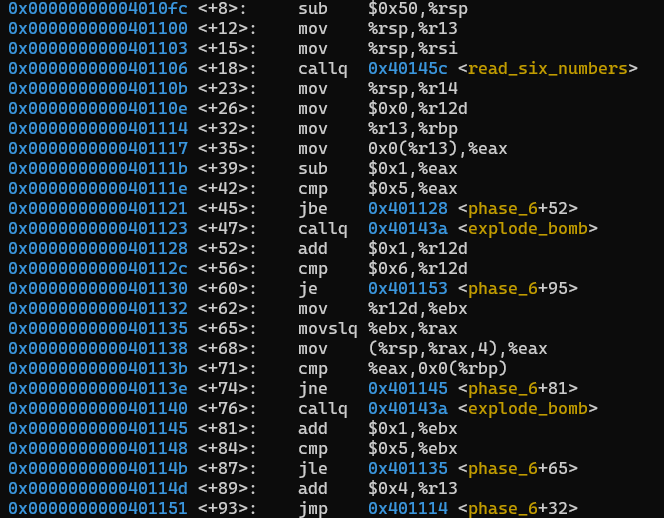 0x00000000004010fc <+8>: sub $0x50,%rsp
0x0000000000401100 <+12>: mov %rsp,%r13
0x0000000000401103 <+15>: mov %rsp,%rsi
0x0000000000401106 <+18>: callq 0x40145c <read_six_numbers>
0x000000000040110b <+23>: mov %rsp,%r14
0x000000000040110e <+26>: mov $0x0,%r12d
0x0000000000401114 <+32>: mov %r13,%rbp
0x0000000000401117 <+35>: mov 0x0(%r13),%eax
0x000000000040111b <+39>: sub $0x1,%eax
0x000000000040111e <+42>: cmp $0x5,%eax
0x0000000000401121 <+45>: jbe 0x401128 <phase_6+52>
0x0000000000401123 <+47>: callq 0x40143a <explode_bomb>
0x0000000000401128 <+52>: add $0x1,%r12d
0x000000000040112c <+56>: cmp $0x6,%r12d
0x0000000000401130 <+60>: je 0x401153 <phase_6+95>
0x0000000000401132 <+62>: mov %r12d,%ebx
0x0000000000401135 <+65>: movslq %ebx,%rax
0x0000000000401138 <+68>: mov (%rsp,%rax,4),%eax
0x000000000040113b <+71>: cmp %eax,0x0(%rbp)
0x000000000040113e <+74>: jne 0x401145 <phase_6+81>
0x0000000000401140 <+76>: callq 0x40143a <explode_bomb>
0x0000000000401145 <+81>: add $0x1,%ebx
0x0000000000401148 <+84>: cmp $0x5,%ebx
0x000000000040114b <+87>: jle 0x401135 <phase_6+65>
0x000000000040114d <+89>: add $0x4,%r13
0x0000000000401151 <+93>: jmp 0x401114 <phase_6+32>